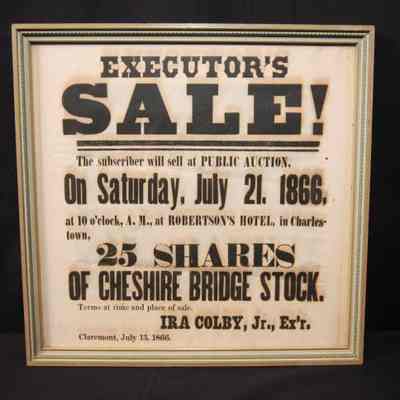 EXECUTOR'S
SALE!
The subscriber will sell at PUBLIC AUCTION,
On Saturday, July 21, 1866,
at 10 o'clock, A. M., at ROBERTSON'S HOTEL, in Charles-
town,
25 SHARES
OF CHESHIRE BRIDGE STOCK.
Terms at time and place of sale.
IRA COLBY, Jr., Ex'r.
Claremont, July 13, 1866.